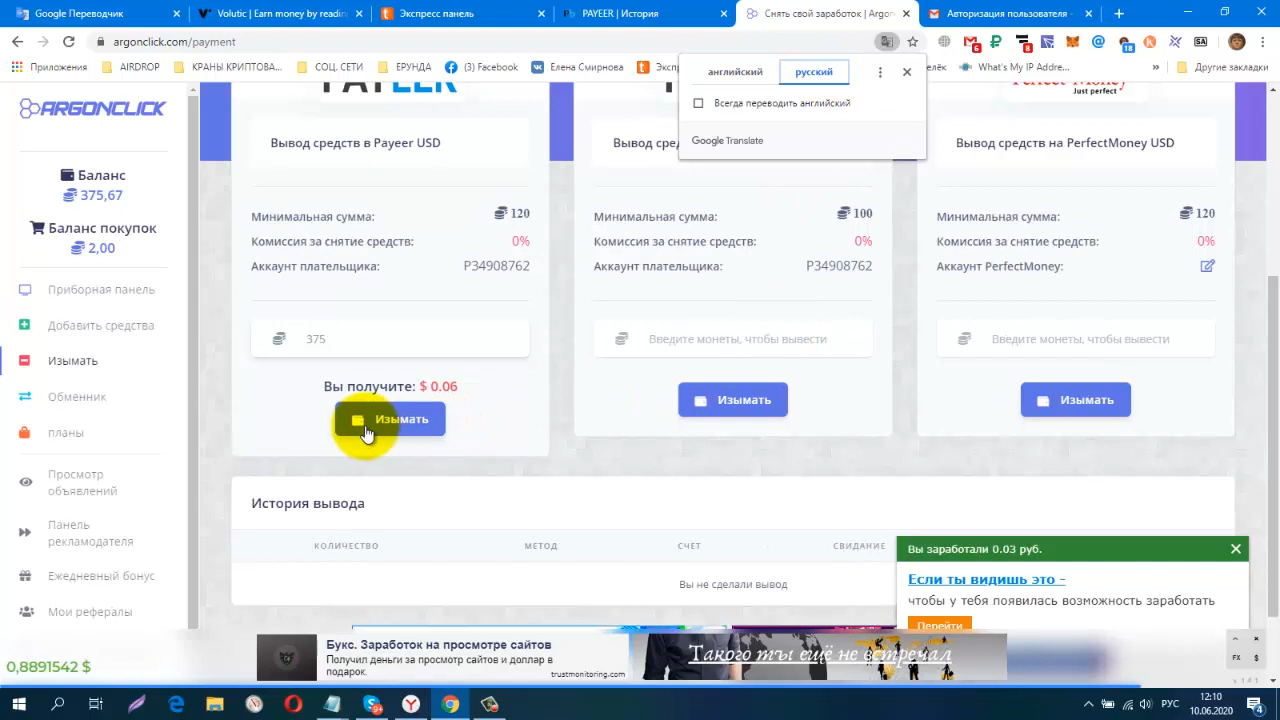 Google Переводчик
Volutic | Earn money by readin
Экспресс панель
PAYEER | История
Снять свой заработок | Argon
Авторизация пользователя -
argonclick.com/payment
Приложения
AIRDROP
КРАНЫ КРИПТОВА...
СОЦ. СЕТИ
ЕРУНДА
(3) Facebook
Елена Смирнова
What's My IP Addre...
Другие закладки
английский
русский
Всегда переводить английский
Google Translate
ARGONCLICK
Баланс
375,67
Баланс покупок
2,00
Приборная панель
Добавить средства
Изымать
Обменник
планы
Просмотр
объявлений
Панель
рекламодателя
Ежедневный бонус
Мои рефералы
0,8891542 $
PAYEER
Вывод средств в Payeer USD
Минимальная сумма: 120
Комиссия за снятие средств: 0%
Аккаунт плательщика: P34908762
375
Вы получите: $ 0.06
Изымать
Вывод сред
Минимальная сумма: 100
Комиссия за снятие средств: 0%
Аккаунт плательщика: P34908762
Введите монеты, чтобы вывести
Изымать
Perfect Money
Just perfect
Вывод средств на PerfectMoney USD
Минимальная сумма: 120
Комиссия за снятие средств: 0%
Аккаунт PerfectMoney:
Введите монеты, чтобы вывести
Изымать
История вывода
КОЛИЧЕСТВО МЕТОД СЧЁТ СВИДАНИЕ
Вы не сделали вывод
Вы заработали 0.03 руб.
Если ты видишь это -
чтобы у тебя появилась возможность заработать
Перейти
Букс. Заработок на просмотре сайтов
Получил деньги за просмотр сайтов и доллар в
подарок.
trustmonitoring.com
Такого ты ещё не встречал
FX $
РУС
12:10
10.06.2020